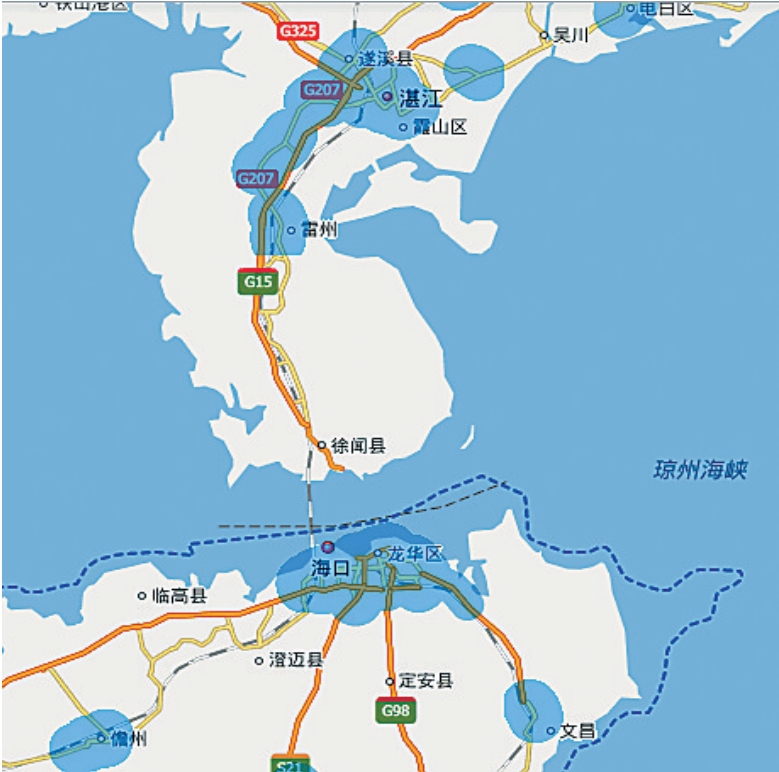 铁山港区
电白区
G325
吴川
遂溪县
G207
湛江
霞山区
G207
雷州
G15
徐闻县
琼州海峡
龙华区
海口
临高县
澄迈县
定安县
G98
文昌
儋州
S21